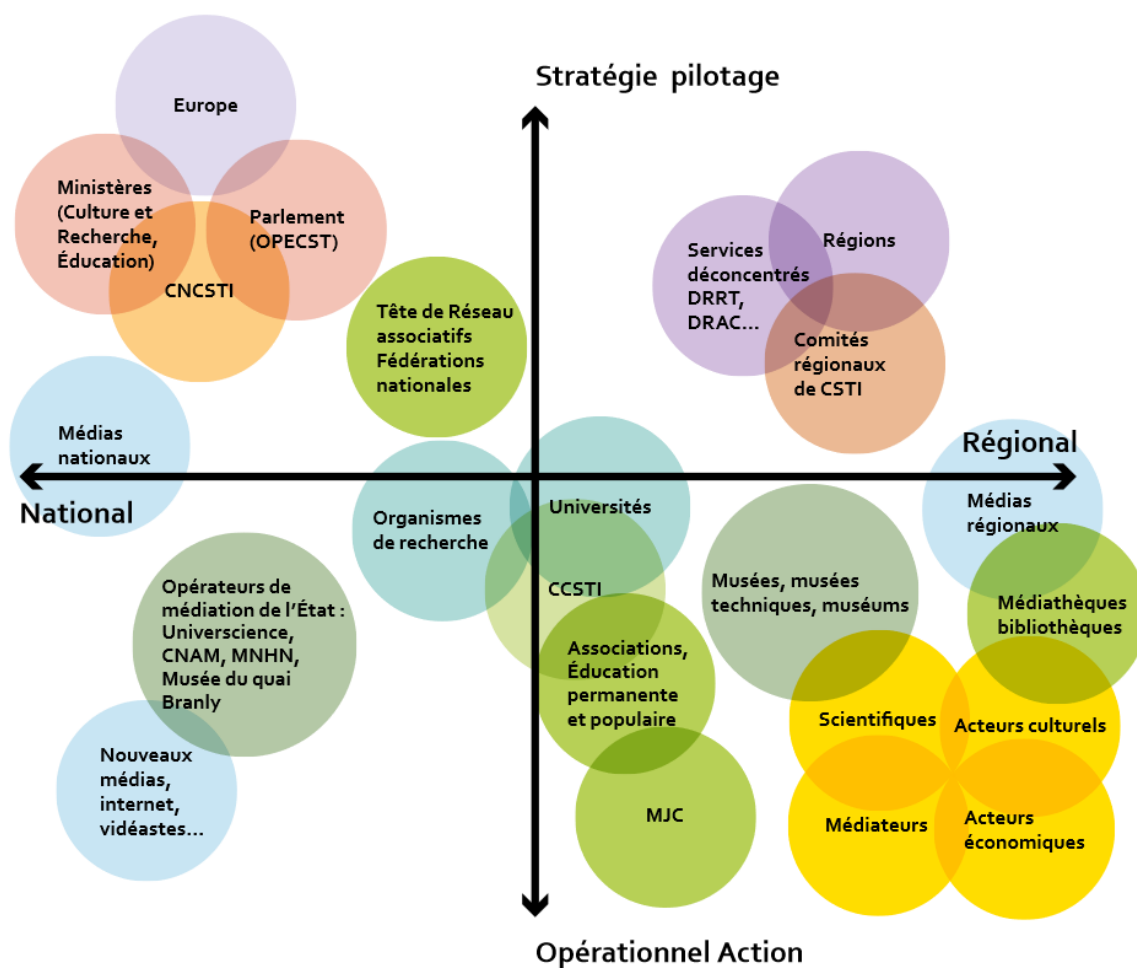 Stratégie pilotage
Europe
Ministères
(Culture et
Recherche,
Éducation)
Parlement
(OPECST)
CNCSTI
Tête de Réseau
associatifs
Fédérations
nationales
Services
déconcentrés
DRRT,
DRAC...
Régions
Comités
régionaux
de CSTI
Médias
nationaux
Régional
National
Organismes
de recherche
Universités
Médias
régionaux
CCSTI
Opérateurs de
médiation de l’État :
Universcience,
CNAM, MNHN,
Musée du quai
Branly
Musées, musées
techniques, muséums
Médiathèques
bibliothèques
Associations,
Éducation
permanente
et populaire
Scientifiques
Acteurs culturels
Nouveaux
médias,
internet,
vidéastes...
MJC
Médiateurs
Acteurs
économiques
Opérationnel Action